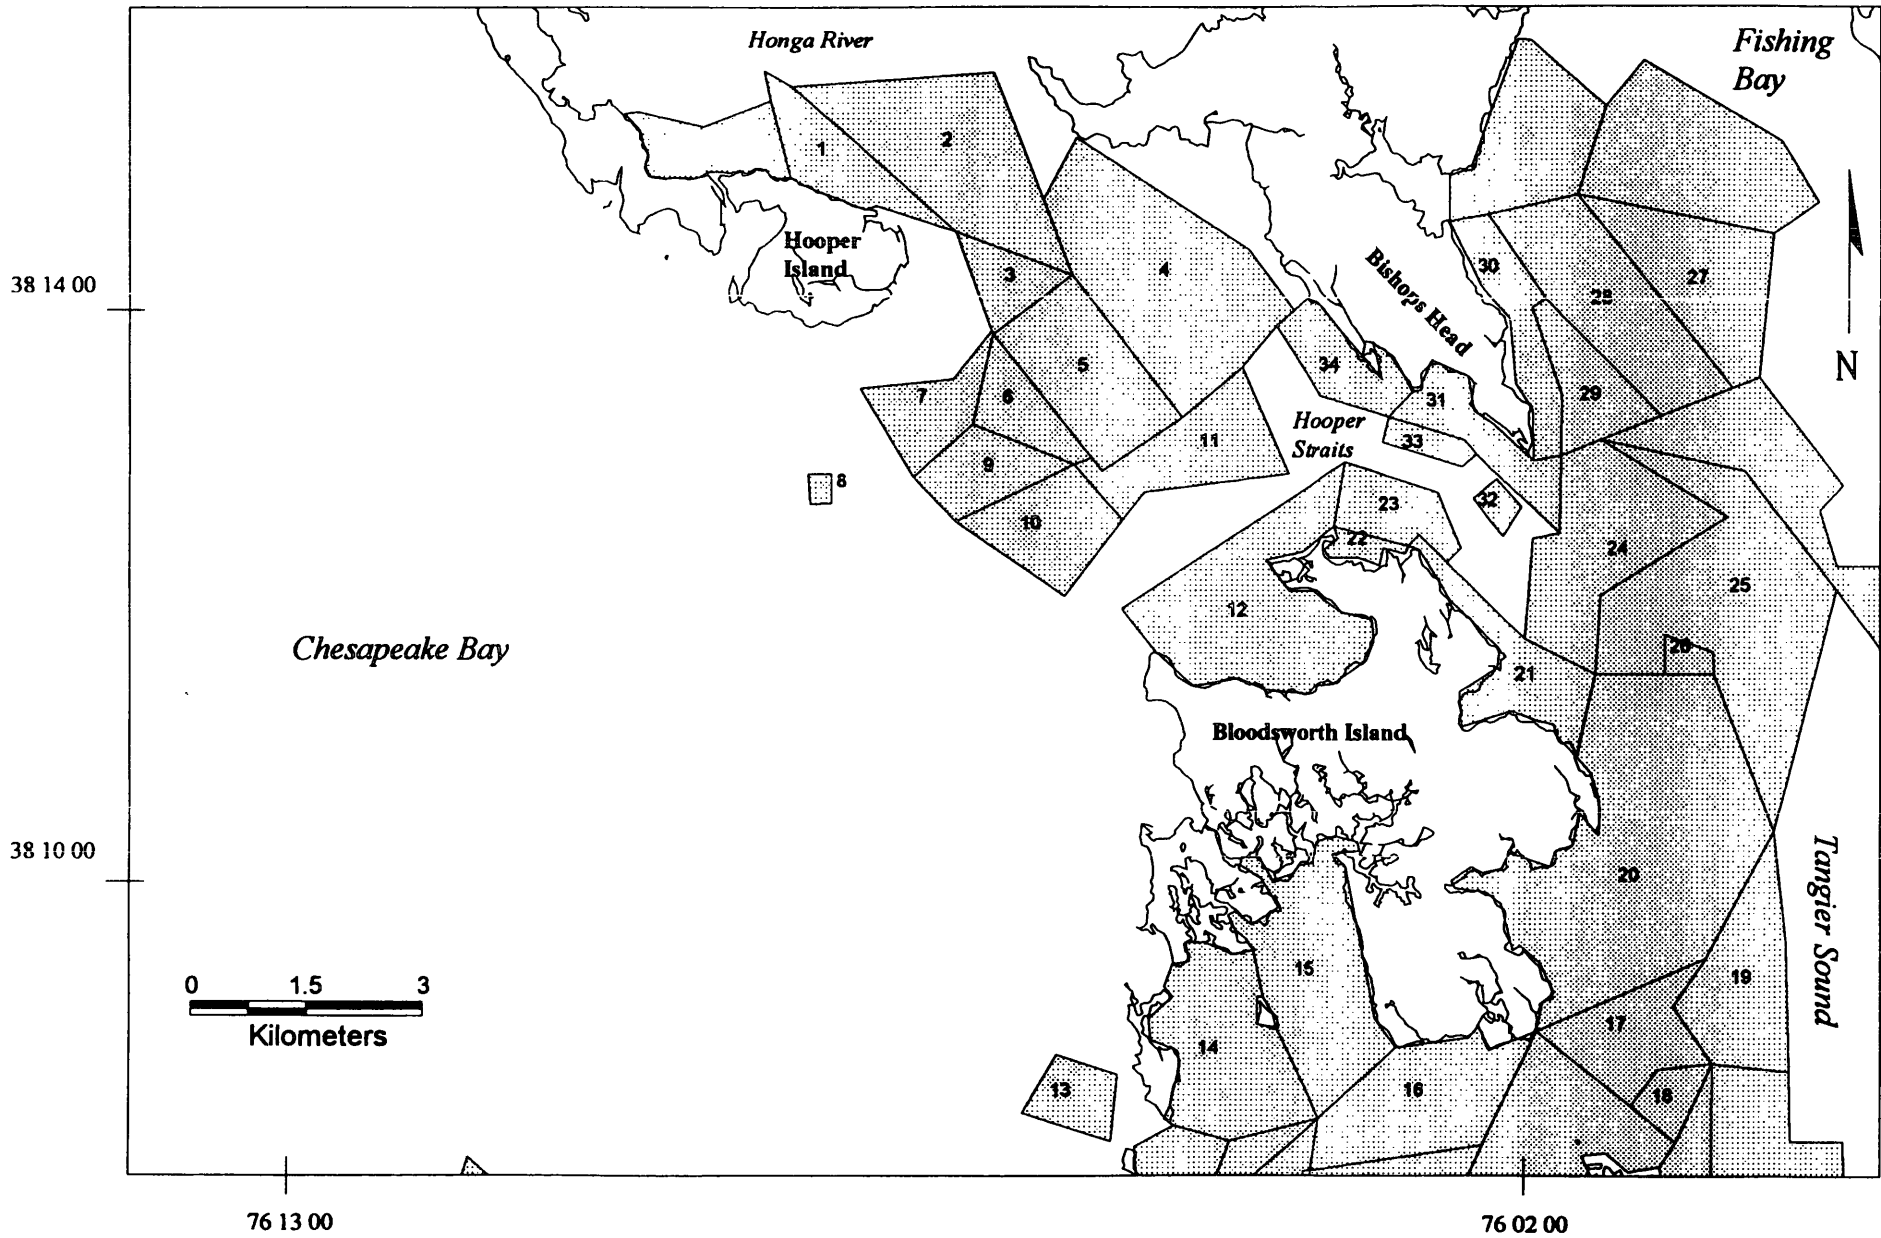 Honga River
Fishing
Bay
1
2
Hooper
Island
3
4
Bishops Head
30
28
27
38 14 00
N
5
34
7
6
31
29
Hooper
Straits
33
11
9
8
10
32
23
22
24
25
12
26
21
Chesapeake Bay
Bloodsworth Island
38 10 00
20
Tangier Sound
15
19
17
14
13
16
18
0 1.5 3
Kilometers
76 13 00
76 02 00